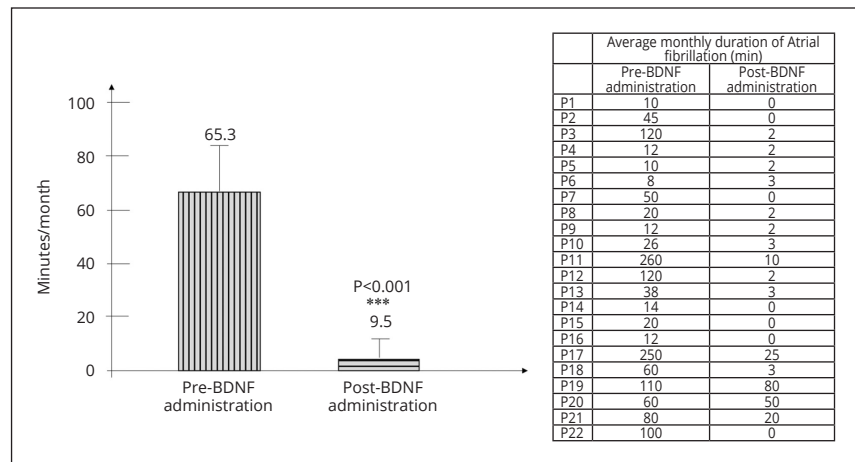 100
80
60
40
20
0
Minutes/month
65.3
P<0.001
***
9.5
Pre-BDNF
administration
Post-BDNF
administration
Average monthly duration of Atrial
fibrillation (min)
Pre-BDNF
administration
Post-BDNF
administration
P1 10 0
P2 45 0
P3 120 2
P4 12 2
P5 10 2
P6 8 3
P7 50 0
P8 20 2
P9 12 2
P10 26 3
P11 260 10
P12 120 2
P13 38 3
P14 14 0
P15 20 0
P16 12 0
P17 250 25
P18 60 3
P19 110 80
P20 60 50
P21 80 20
P22 100 0